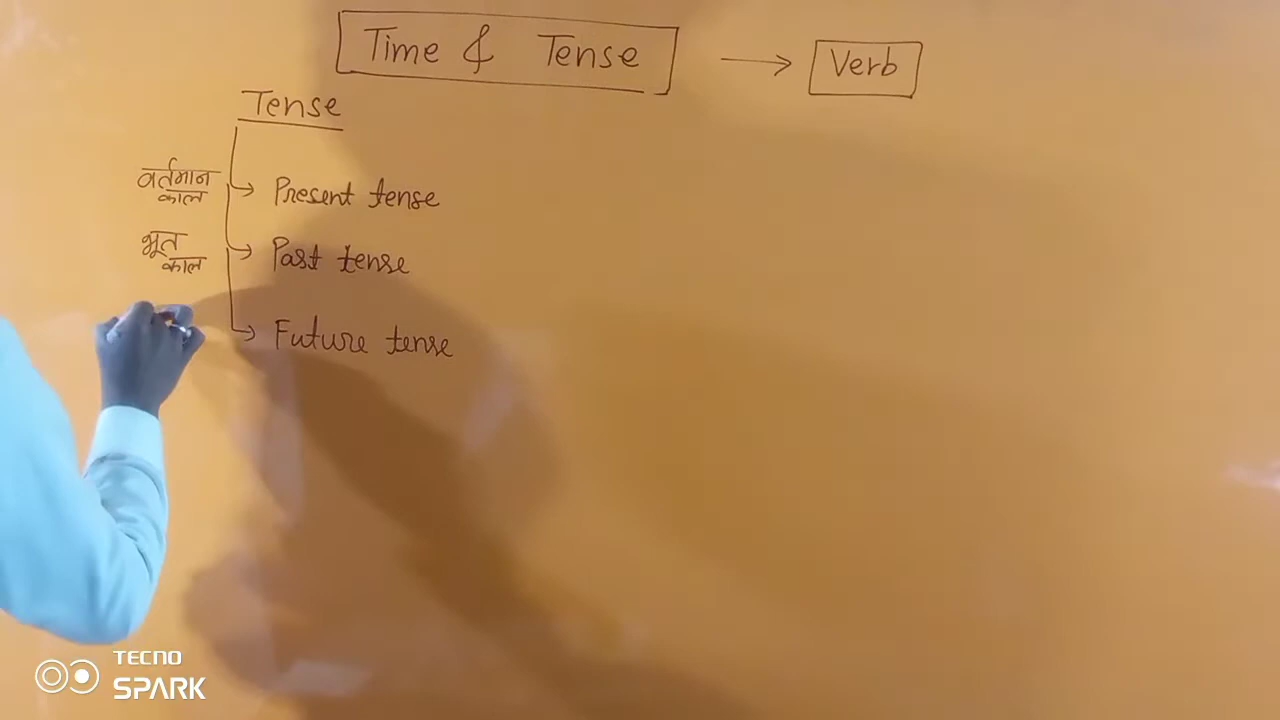 Time & Tense → Verb
Tense
वर्तमान
काल
Present tense
भूत
काल
Past tense
Future tense
TECNO
SPARK